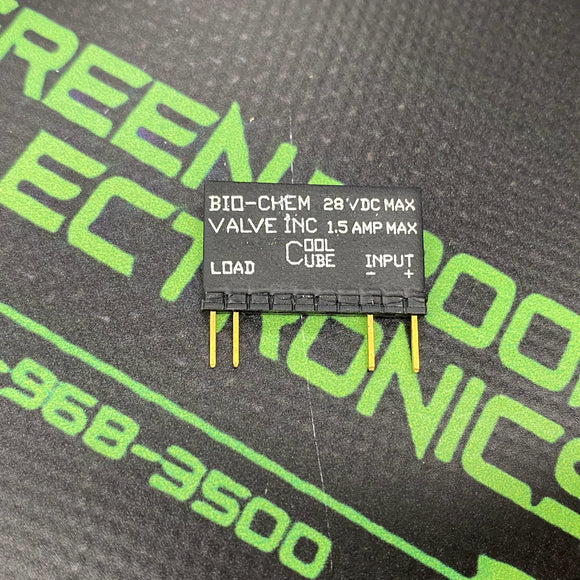 BIO-CHEM 28 VDC MAX
VALVE INC 1.5 AMP MAX
COOL
CUBE
LOAD INPUT
- +
-968-3500